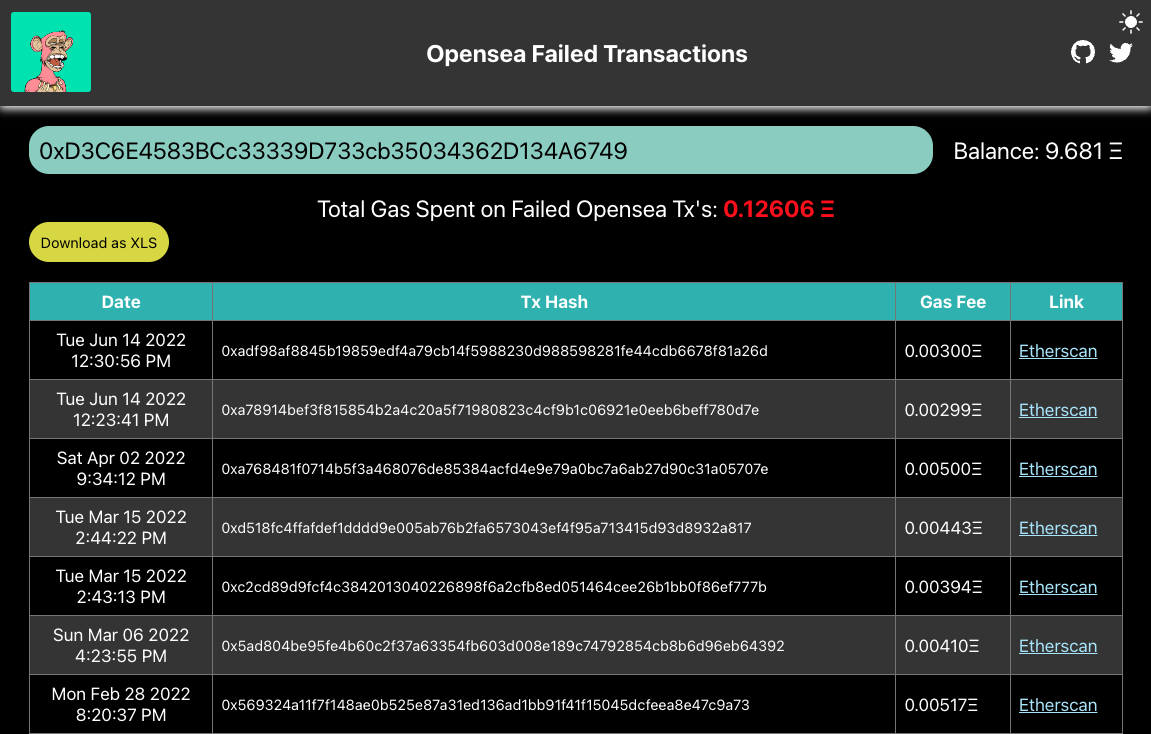 Opensea Failed Transactions
0xD3C6E4583BCc33339D733cb35034362D134A6749
Balance: 9.681 Ξ
Total Gas Spent on Failed Opensea Tx's: 0.12606 Ξ
Download as XLS
Date Tx Hash Gas Fee Link
Tue Jun 14 2022
12:30:56 PM
0xadf98af8845b19859edf4a79cb14f5988230d988598281fe44cdb6678f81a26d
0.00300Ξ
Etherscan
Tue Jun 14 2022
12:23:41 PM
0xa78914bef3f815854b2a4c20a5f71980823c4cf9b1c06921e0eeb6beff780d7e
0.00299Ξ
Etherscan
Sat Apr 02 2022
9:34:12 PM
0xa768481f0714b5f3a468076de85384acfd4e9e79a0bc7a6ab27d90c31a05707e
0.00500Ξ
Etherscan
Tue Mar 15 2022
2:44:22 PM
0xd518fc4ffafdef1dddd9e005ab76b2fa6573043ef4f95a713415d93d8932a817
0.00443Ξ
Etherscan
Tue Mar 15 2022
2:43:13 PM
0xc2cd89d9fcf4c3842013040226898f6a2cfb8ed051464cee26b1bb0f86ef777b
0.00394Ξ
Etherscan
Sun Mar 06 2022
4:23:55 PM
0x5ad804be95fe4b60c2f37a63354fb603d008e189c74792854cb8b6d96eb64392
0.00410Ξ
Etherscan
Mon Feb 28 2022
8:20:37 PM
0x569324a11f7f148ae0b525e87a31ed136ad1bb91f41f15045dcfeea8e47c9a73
0.00517Ξ
Etherscan